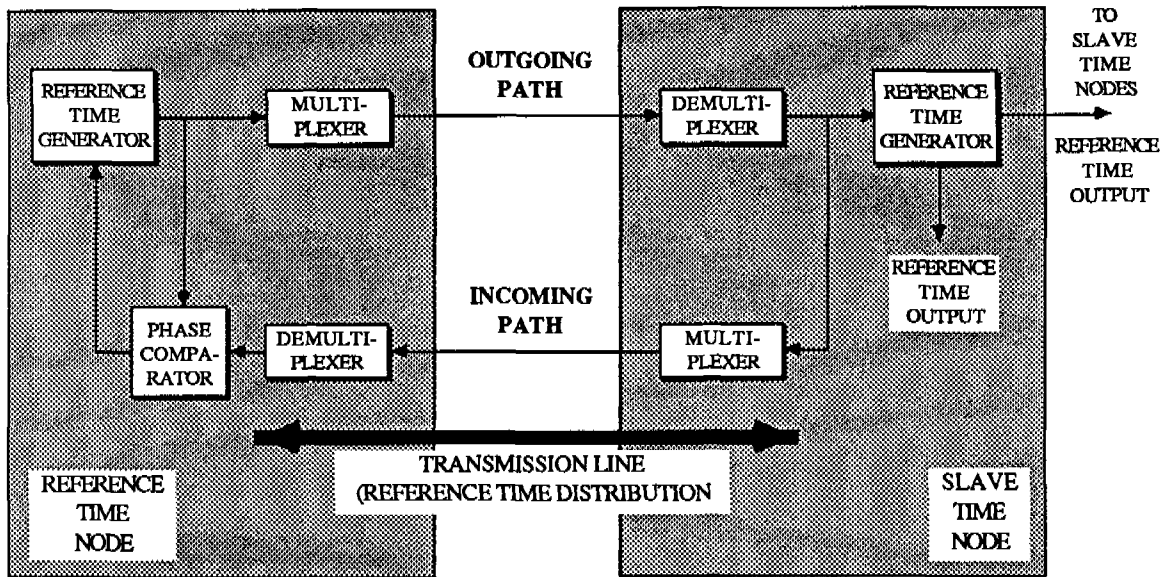 REFERENCE
TIME
GENERATOR
MULTI-
PLEXER
OUTGOING
PATH
DEMULTI-
PLEXER
REFERENCE
TIME
GENERATOR
TO
SLAVE
TIME
NODES
REFERENCE
TIME
OUTPUT
REFERENCE
TIME
OUTPUT
PHASE
COMPA-
RATOR
DEMULTI-
PLEXER
INCOMING
PATH
MULTI-
PLEXER
TRANSMISSION LINE
(REFERENCE TIME DISTRIBUTION
REFERENCE
TIME
NODE
SLAVE
TIME
NODE